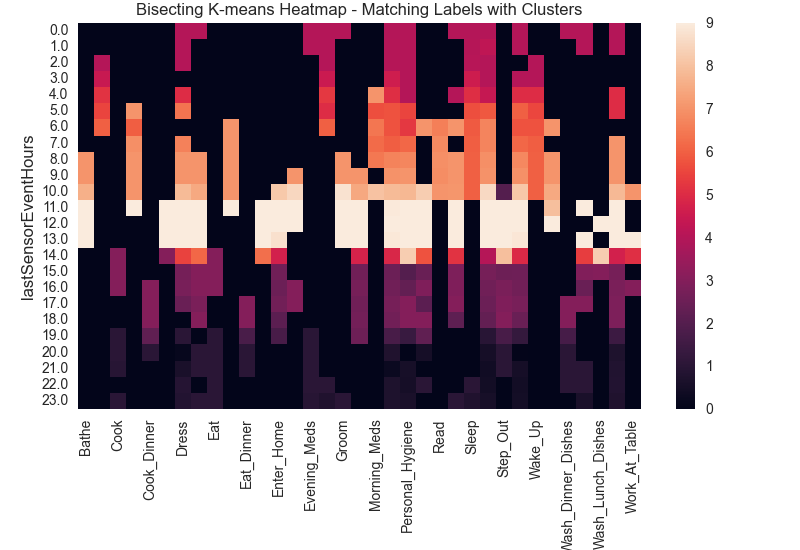 Bisecting K-means Heatmap - Matching Labels with Clusters
lastSensorEventHours
0.0
1.0
2.0
3.0
4.0
5.0
6.0
7.0
8.0
9.0
10.0
11.0
12.0
13.0
14.0
15.0
16.0
17.0
18.0
19.0
20.0
21.0
22.0
23.0
Bathe
Cook
Cook_Dinner
Dress
Eat
Eat_Dinner
Enter_Home
Evening_Meds
Groom
Morning_Meds
Personal_Hygiene
Read
Sleep
Step_Out
Wake_Up
Wash_Dinner_Dishes
Wash_Lunch_Dishes
Work_At_Table
9
8
7
6
5
4
3
2
1
0